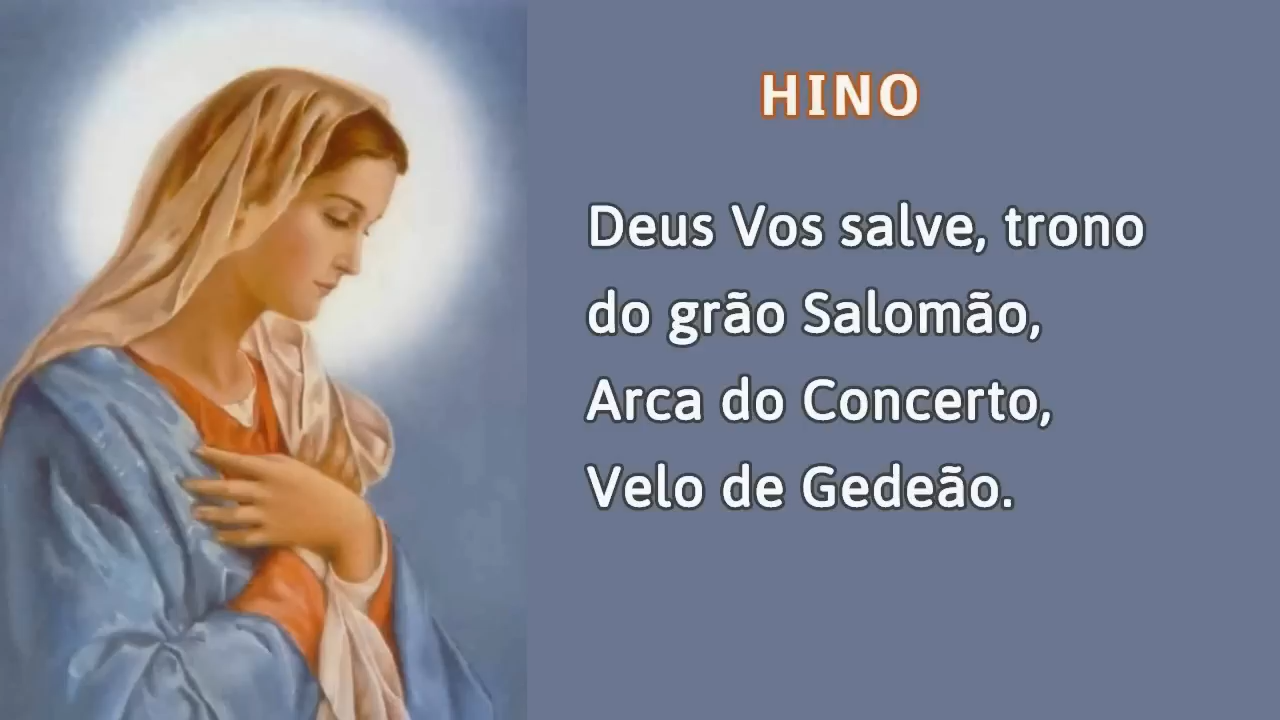 HINO
Deus Vos salve, trono
do grão Salomão,
Arca do Concerto,
Velo de Gedeão.